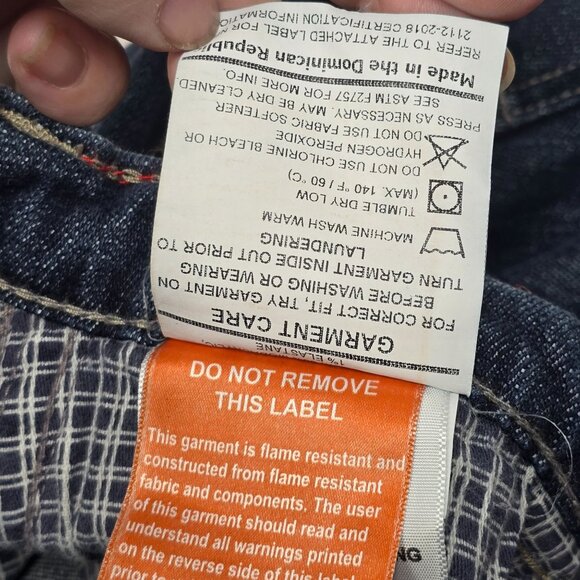 GARMENT CARE
FOR CORRECT FIT, TRY GARMENT ON
BEFORE WASHING OR WEARING
TURN GARMENT INSIDE OUT PRIOR TO
LAUNDERING
MACHINE WASH WARM
TUMBLE DRY LOW
(MAX. 140 °F / 60 °C)
DO NOT USE CHLORINE BLEACH OR
HYDROGEN PEROXIDE
DO NOT USE FABRIC SOFTENER
PRESS AS NECESSARY. MAY BE DRY CLEANED
SEE ASTM F2757 FOR MORE INFO.
Made in the Dominican Republic
REFER TO THE ATTACHED LABEL FOR
2112-2018 CERTIFICATION INFORMATION
1% ELASTANE
DO NOT REMOVE
THIS LABEL
This garment is flame resistant and
constructed from flame resistant
fabric and components. The user
of this garment should read and
understand all warnings printed
on the reverse side of this label
prior to
NG